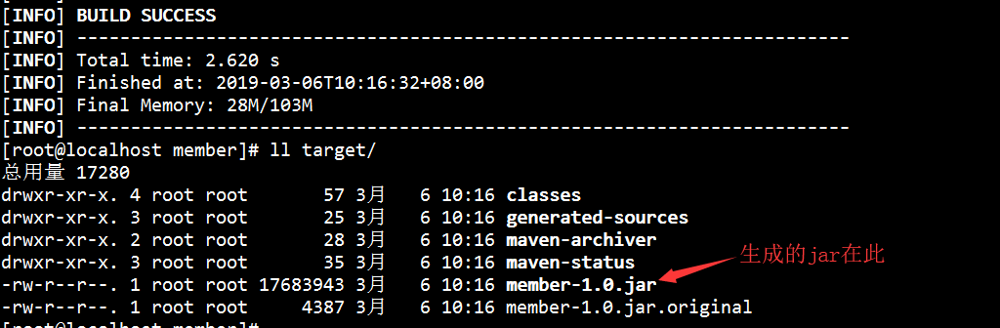 [INFO] BUILD SUCCESS
[INFO] ------------------------------------------------------------------------
[INFO] Total time: 2.620 s
[INFO] Finished at: 2019-03-06T10:16:32+08:00
[INFO] Final Memory: 28M/103M
[INFO] ------------------------------------------------------------------------
[root@localhost member]# ll target/
总用量 17280
drwxr-xr-x. 4 root root       57 3月   6 10:16 classes
drwxr-xr-x. 3 root root       25 3月   6 10:16 generated-sources
drwxr-xr-x. 2 root root       28 3月   6 10:16 maven-archiver
drwxr-xr-x. 3 root root       35 3月   6 10:16 maven-status
生成的jar在此
-rw-r--r--. 1 root root 17683943 3月   6 10:16 member-1.0.jar
-rw-r--r--. 1 root root     4387 3月   6 10:16 member-1.0.jar.original
[root@localhost member]#